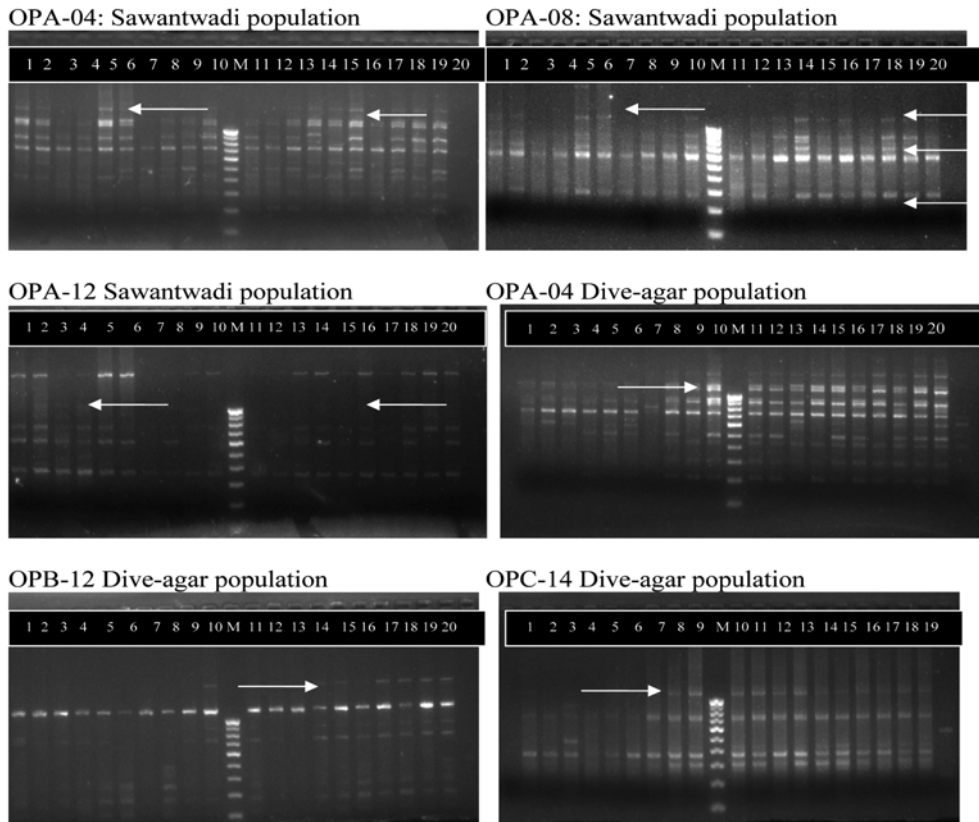 OPA-04: Sawantwadi population
1 2 3 4 5 6 7 8 9 10 M 11 12 13 14 15 16 17 18 19 20
OPA-08: Sawantwadi population
1 2 3 4 5 6 7 8 9 10 M 11 12 13 14 15 16 17 18 19 20
OPA-12 Sawantwadi population
1 2 3 4 5 6 7 8 9 10 M 11 12 13 14 15 16 17 18 19 20
OPA-04 Dive-agar population
1 2 3 4 5 6 7 8 9 10 M 11 12 13 14 15 16 17 18 19 20
OPB-12 Dive-agar population
1 2 3 4 5 6 7 8 9 10 M 11 12 13 14 15 16 17 18 19 20
OPC-14 Dive-agar population
1 2 3 4 5 6 7 8 9 M 10 11 12 13 14 15 16 17 18 19